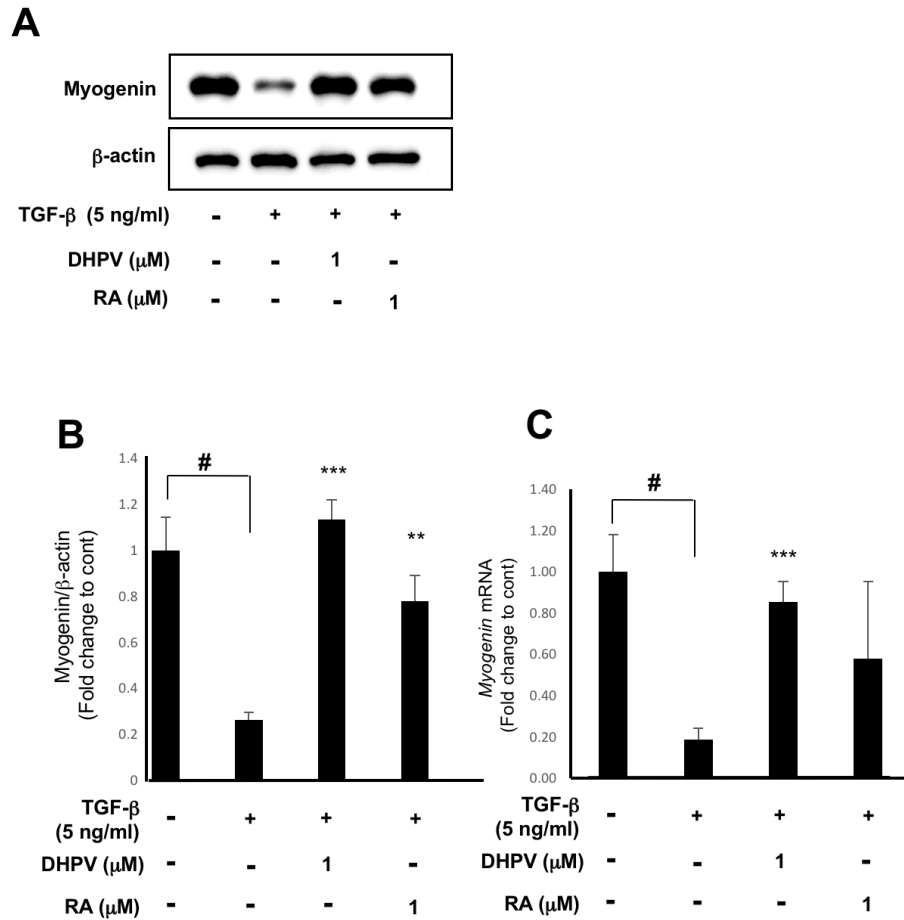 A
Myogenin
β-actin
TGF-β (5 ng/ml) - + + +
DHPV (μM) - - 1 -
RA (μM) - - - 1
B
#
***
**
1.4
1.2
1
0.8
0.6
0.4
0.2
0
Myogenin/β-actin
(Fold change to cont)
TGF-β
(5 ng/ml) - + + +
DHPV (μM) - - 1 -
RA (μM) - - - 1
C
#
***
1.40
1.20
1.00
0.80
0.60
0.40
0.20
0.00
Myogenin mRNA
(Fold change to cont)
TGF-β
(5 ng/ml) - + + +
DHPV (μM) - - 1 -
RA (μM) - - - 1